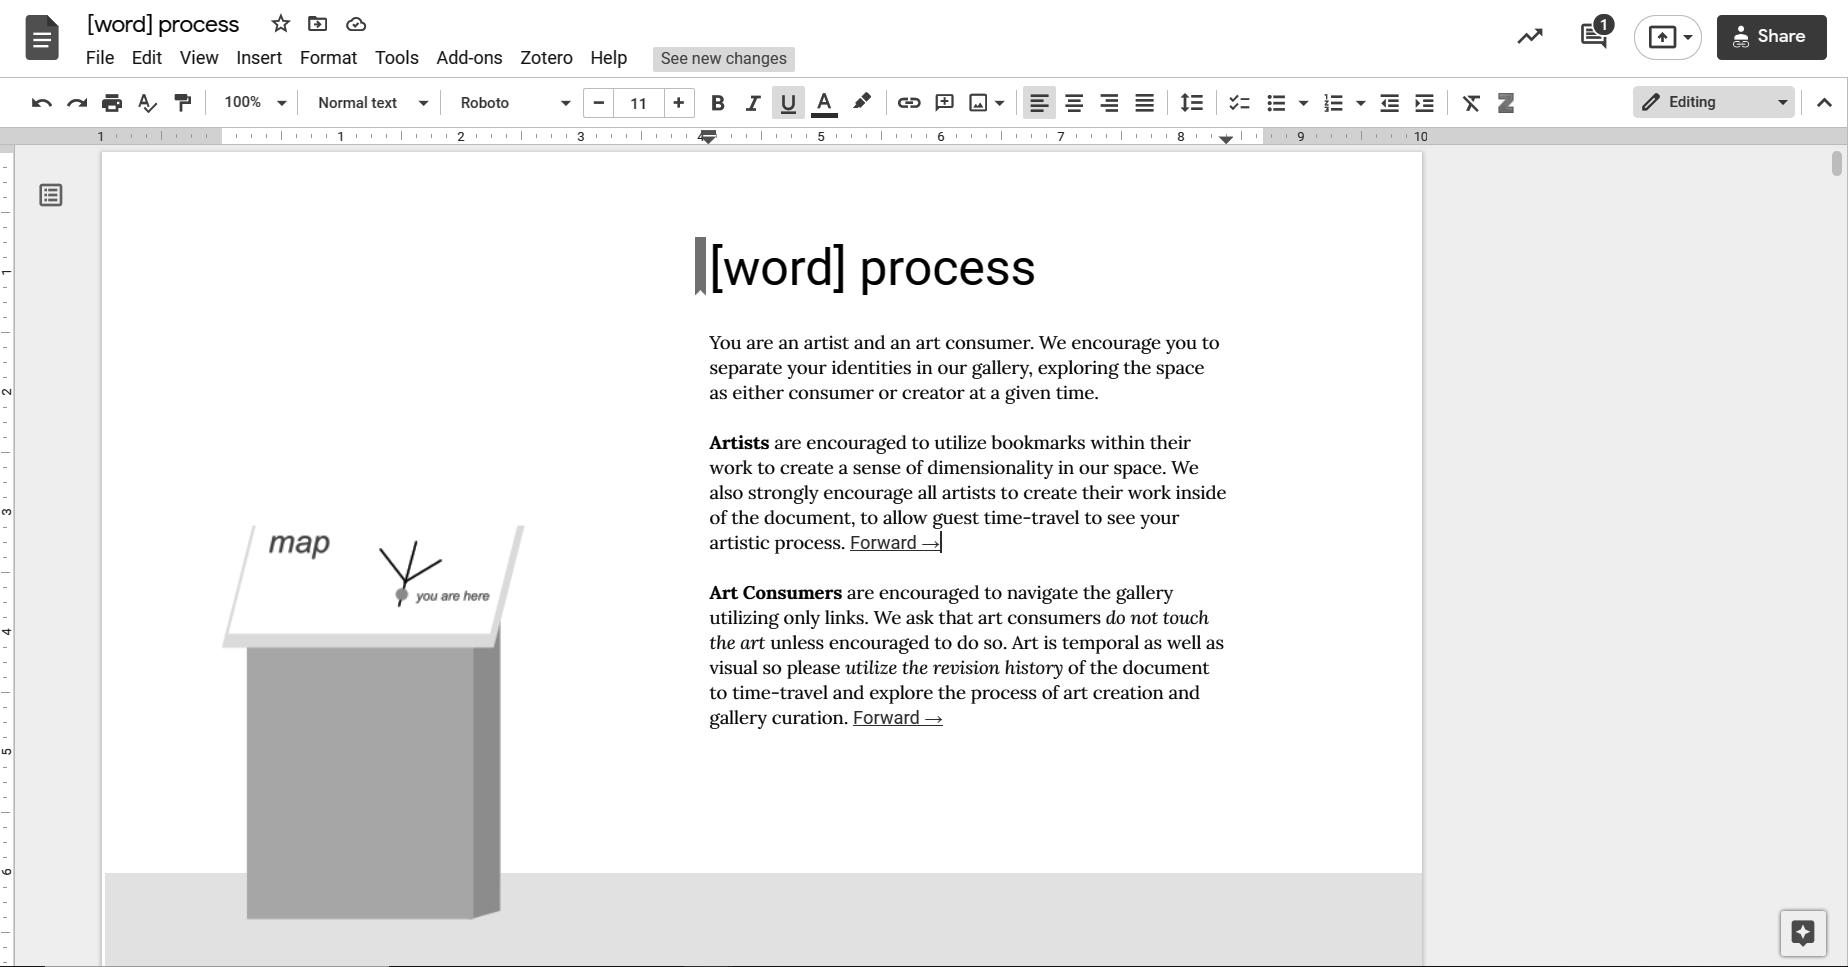 [word] process
File Edit View Insert Format Tools Add-ons Zotero Help See new changes
1
Share
100% Normal text Roboto 11 B I U A Editing
1 1 2 3 4 5 6 7 8 9 10
[word] process
You are an artist and an art consumer. We encourage you to
separate your identities in our gallery, exploring the space
as either consumer or creator at a given time.
Artists are encouraged to utilize bookmarks within their
work to create a sense of dimensionality in our space. We
also strongly encourage all artists to create their work inside
of the document, to allow guest time-travel to see your
artistic process. Forward →
Art Consumers are encouraged to navigate the gallery
utilizing only links. We ask that art consumers do not touch
the art unless encouraged to do so. Art is temporal as well as
visual so please utilize the revision history of the document
to time-travel and explore the process of art creation and
gallery curation. Forward →
map
you are here
1
2
3
4
5
6